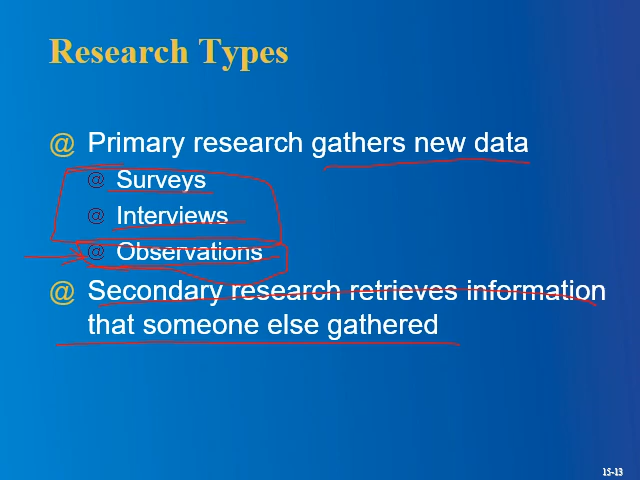 Research Types
@ Primary research gathers new data
@ Surveys
@ Interviews
@ Observations
@ Secondary research retrieves information
that someone else gathered
15-13